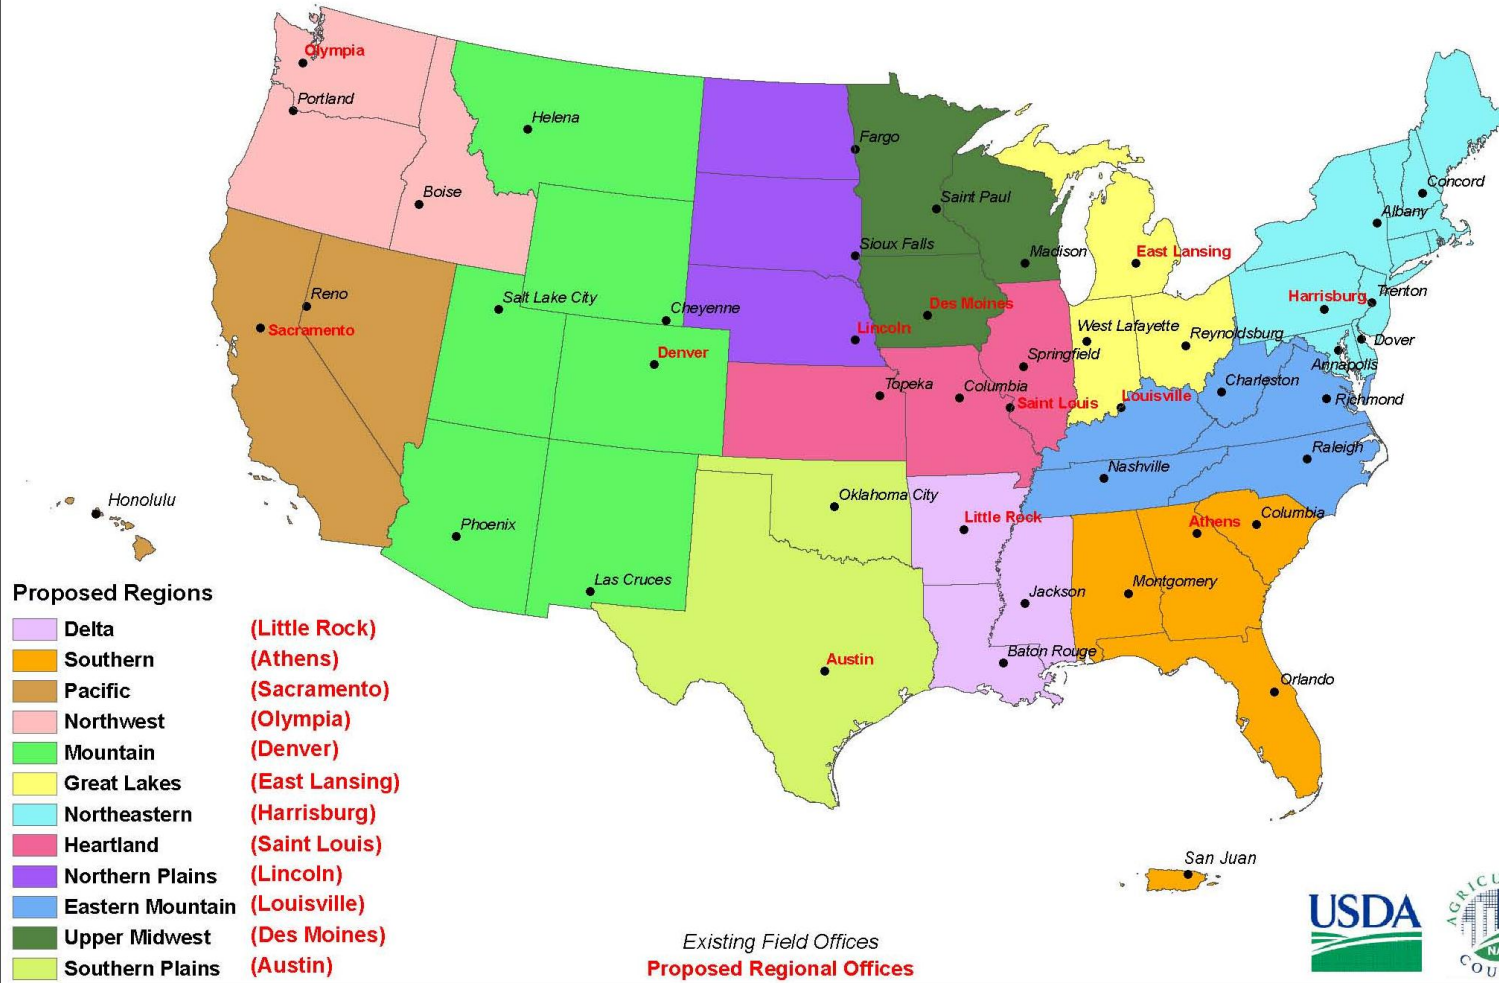 Olympia
Portland
Helena
Boise
Fargo
Saint Paul
Concord
Albany
Sioux Falls
Madison
East Lansing
Reno
Sacramento
Salt Lake City
Cheyenne
Des Moines
Lincoln
West Lafayette
Reynoldsburg
Harrisburg
Trenton
Dover
Annapolis
Denver
Topeka
Columbia
Springfield
Saint Louis
Louisville
Charleston
Richmond
Raleigh
Nashville
Honolulu
Phoenix
Oklahoma City
Little Rock
Athens
Columbia
Las Cruces
Jackson
Montgomery
Austin
Baton Rouge
Orlando
San Juan
Proposed Regions
Delta (Little Rock)
Southern (Athens)
Pacific (Sacramento)
Northwest (Olympia)
Mountain (Denver)
Great Lakes (East Lansing)
Northeastern (Harrisburg)
Heartland (Saint Louis)
Northern Plains (Lincoln)
Eastern Mountain (Louisville)
Upper Midwest (Des Moines)
Southern Plains (Austin)
Existing Field Offices
Proposed Regional Offices
USDA
AGRICU
NA
COU